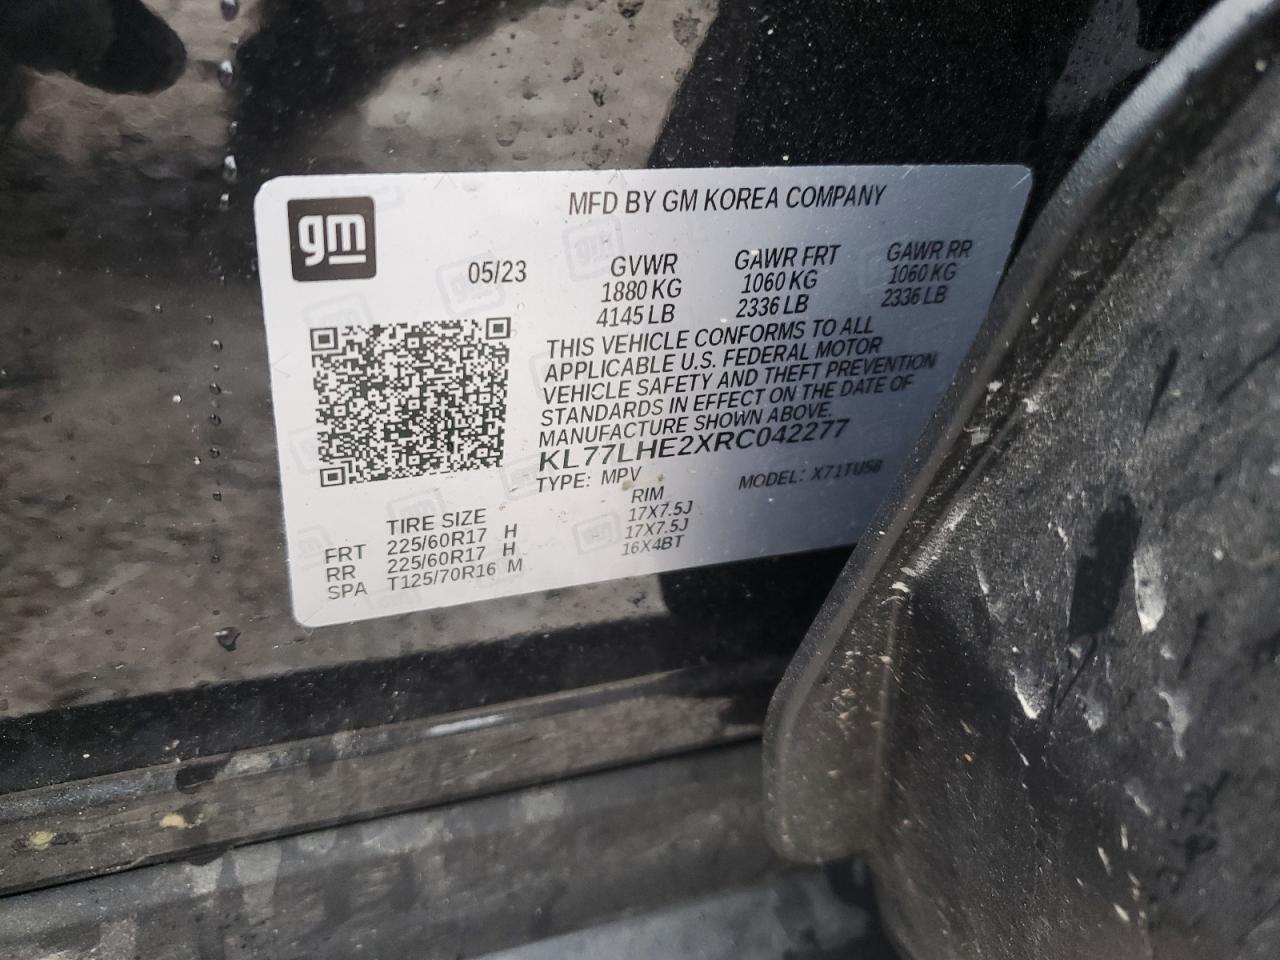 gm
MFD BY GM KOREA COMPANY
05/23 GVWR GAWR FRT GAWR RR
1880 KG 1060 KG 1060 KG
4145 LB 2336 LB 2336 LB
THIS VEHICLE CONFORMS TO ALL
APPLICABLE U.S. FEDERAL MOTOR
VEHICLE SAFETY AND THEFT PREVENTION
STANDARDS IN EFFECT ON THE DATE OF
MANUFACTURE SHOWN ABOVE.
KL77LHE2XRC042277
TYPE: MPV MODEL: X71TU58
TIRE SIZE RIM
FRT 225/60R17 H 17X7.5J
RR 225/60R17 H 17X7.5J
SPA T125/70R16 M 16X4BT